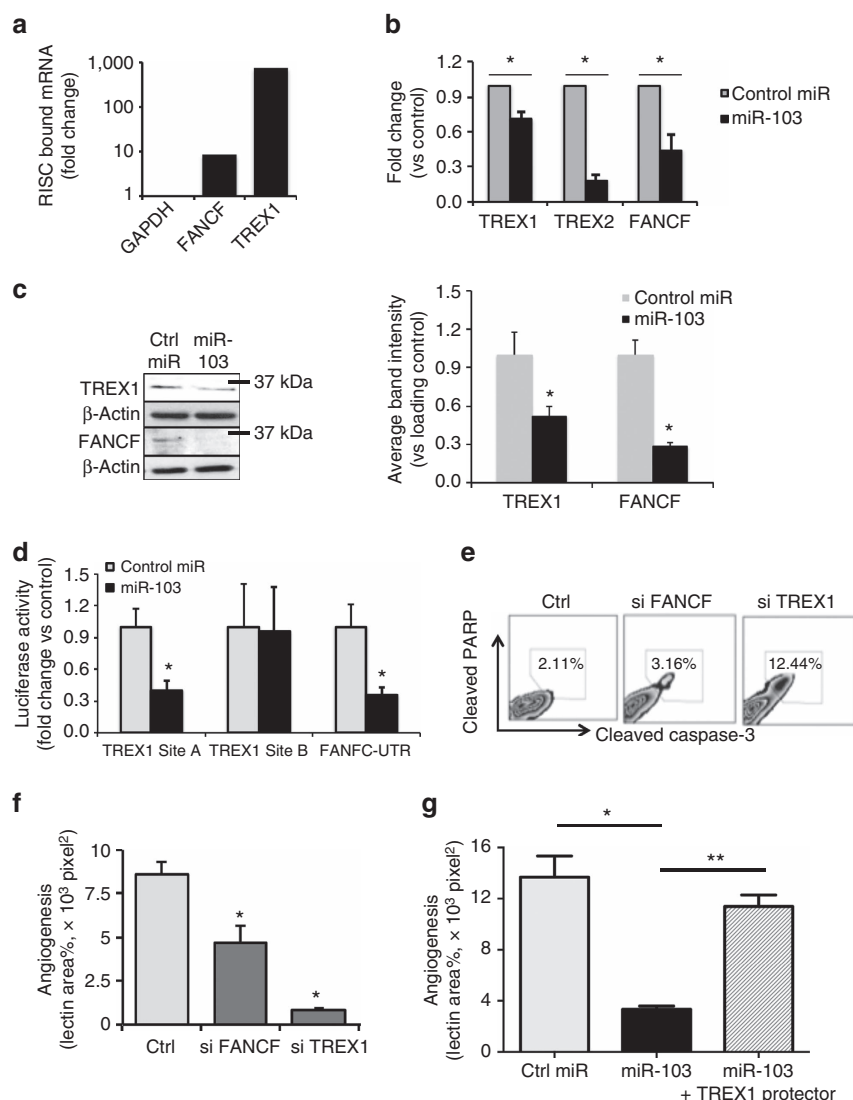 a
RISC bound mRNA
(fold change)
1,000
100
10
1
GAPDH
FANCF
TREX1
b
Fold change
(vs control)
1.2
0.9
0.6
0.3
0.0
* * *
Control miR
miR-103
TREX1 TREX2 FANCF
c
Ctrl miR miR-103
TREX1
37 kDa
β-Actin
FANCF
37 kDa
β-Actin
Average band intensity
(vs loading control)
1.5
1.2
0.9
0.6
0.3
0.0
Control miR
miR-103
*
*
TREX1 FANCF
d
Luciferase activity
(fold change vs control)
1.5
1.2
0.9
0.6
0.3
0.0
Control miR
miR-103
*
*
TREX1 Site A TREX1 Site B FANFC-UTR
e
Ctrl si FANCF si TREX1
Cleaved PARP
2.11% 3.16% 12.44%
Cleaved caspase-3
f
Angiogenesis
(lectin area%, × 10³ pixel²)
10
7.5
5
2.5
0
*
*
Ctrl si FANCF si TREX1
g
Angiogenesis
(lectin area%, × 10³ pixel²)
16
12
8
4
0
*
**
Ctrl miR miR-103 miR-103
+ TREX1 protector